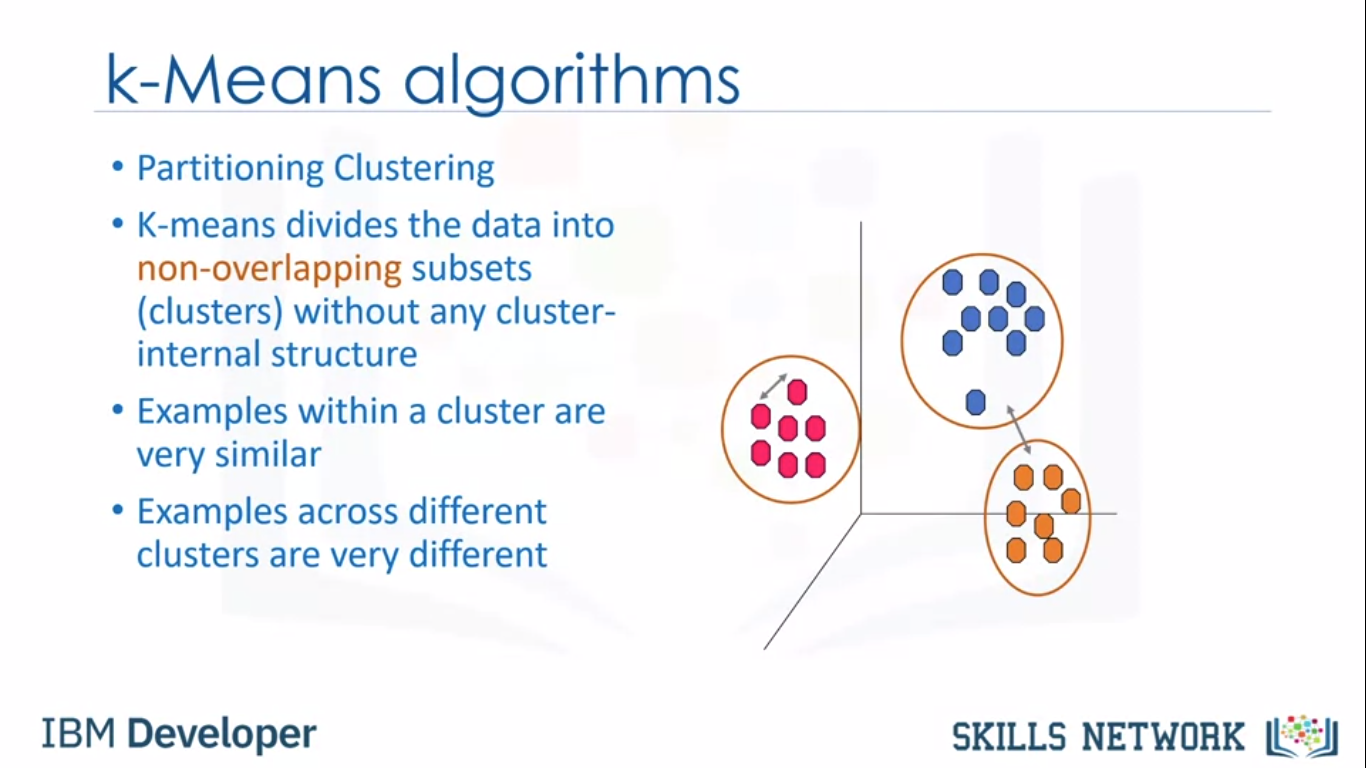 k-Means algorithms
• Partitioning Clustering
• K-means divides the data into
non-overlapping subsets
(clusters) without any cluster-
internal structure
• Examples within a cluster are
very similar
• Examples across different
clusters are very different
IBM Developer
SKILLS NETWORK